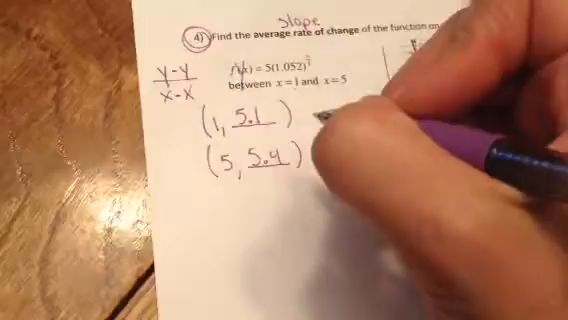 slope
4) Find the average rate of change of the function on
y-y
x-x
f(x) = 5(1.052)
between x=1 and x=5
(1, 5.1)
(5, 5.4)